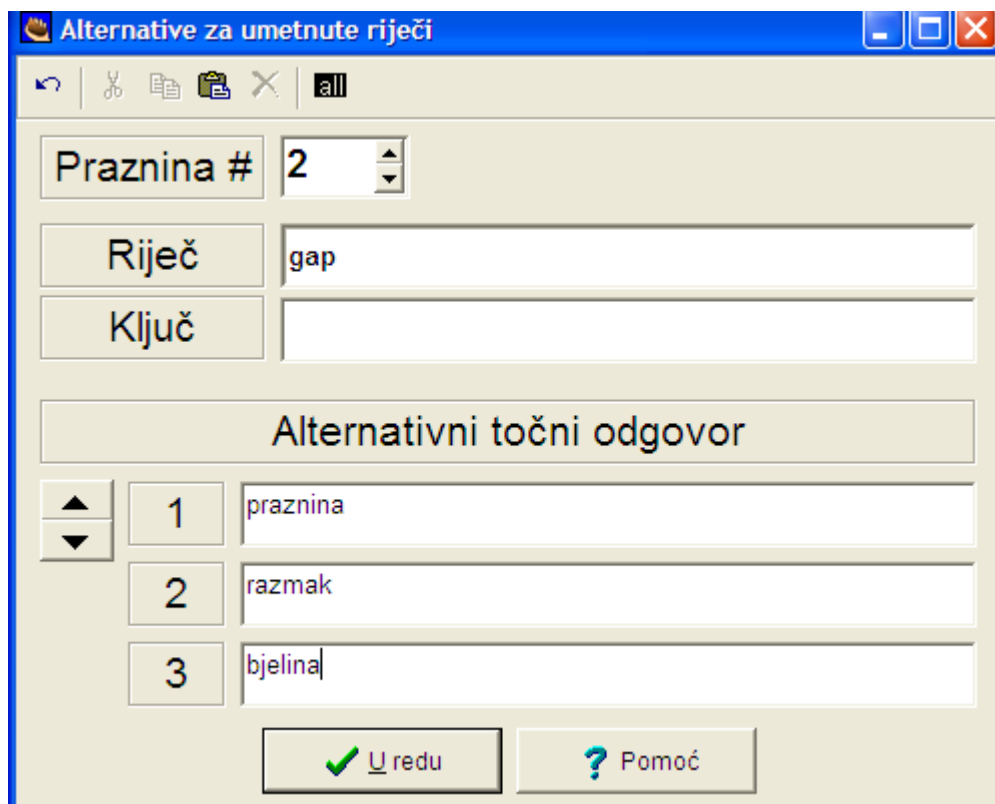 Alternative za umetnute riječi
all
Praznina # 2
Riječ gap
Ključ
Alternativni točni odgovor
1 praznina
2 razmak
3 bjelina
U redu ? Pomoć